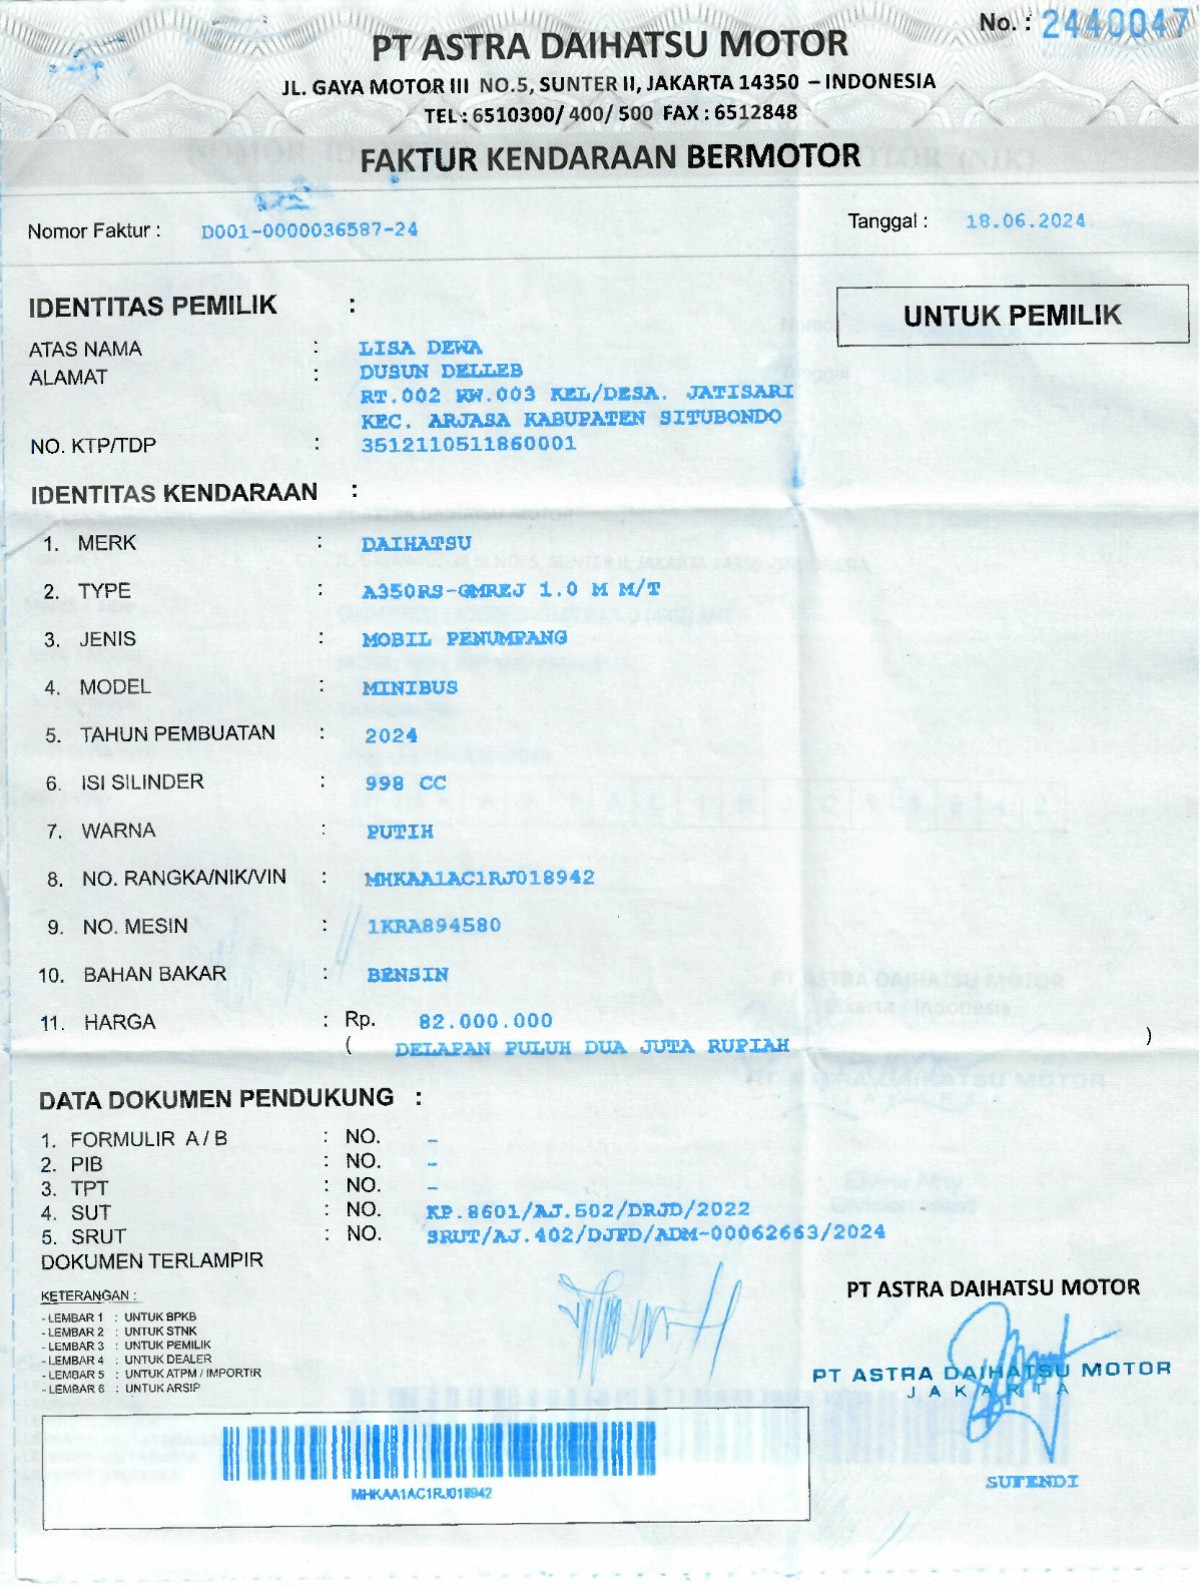 No. : 2440047
PT ASTRA DAIHATSU MOTOR
JL. GAYA MOTOR III NO.5, SUNTER II, JAKARTA 14350 – INDONESIA
TEL : 6510300/ 400/ 500 FAX : 6512848
FAKTUR KENDARAAN BERMOTOR
Nomor Faktur : D001-0000036587-24
Tanggal : 18.06.2024
IDENTITAS PEMILIK :
UNTUK PEMILIK
ATAS NAMA : LISA DEWA
ALAMAT : DUSUN DELLEB
RT.002 RW.003 KEL/DESA. JATISARI
KEC. ARJASA KABUPATEN SITUBONDO
NO. KTP/TDP : 3512110511860001
IDENTITAS KENDARAAN :
1. MERK : DAIHATSU
2. TYPE : A350RS-GMREJ 1.0 M M/T
3. JENIS : MOBIL PENUMPANG
4. MODEL : MINIBUS
5. TAHUN PEMBUATAN : 2024
6. ISI SILINDER : 998 CC
7. WARNA : PUTIH
8. NO. RANGKA/NIK/VIN : MHKAA1AC1RJ018942
9. NO. MESIN : 1KRA894580
10. BAHAN BAKAR : BENSIN
11. HARGA : Rp. 82.000.000
( DELAPAN PULUH DUA JUTA RUPIAH )
DATA DOKUMEN PENDUKUNG :
1. FORMULIR A / B : NO. –
2. PIB : NO. –
3. TPT : NO. –
4. SUT : NO. KP.8601/AJ.502/DRJD/2022
5. SRUT : NO. SRUT/AJ.402/DJPD/ADM-00062663/2024
DOKUMEN TERLAMPIR
KETERANGAN :
- LEMBAR 1 : UNTUK BPKB
- LEMBAR 2 : UNTUK STNK
- LEMBAR 3 : UNTUK PEMILIK
- LEMBAR 4 : UNTUK DEALER
- LEMBAR 5 : UNTUK ATPM / IMPORTIR
- LEMBAR 6 : UNTUK ARSIP
PT ASTRA DAIHATSU MOTOR
PT ASTRA DAIHATSU MOTOR
JAKARTA
SUTENDI
MHKAA1AC1RJ018942